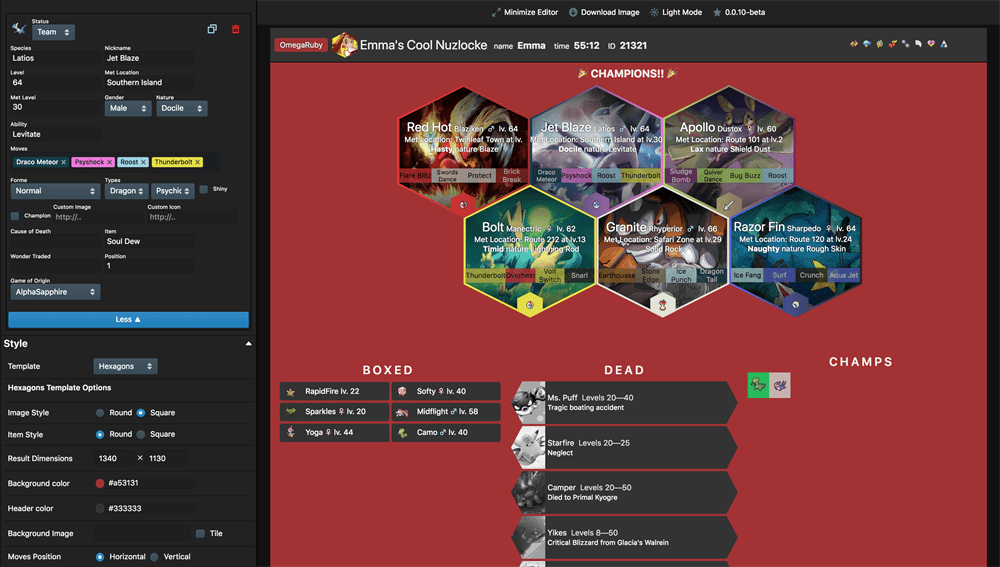 Minimize Editor Download Image Light Mode 0.0.10-beta
Status
Team
Species Nickname
Latios Jet Blaze
Level Met Location
64 Southern Island
Met Level Gender Nature
30 Male Docile
Ability
Levitate
Moves
Draco Meteor × Psyshock × Roost × Thunderbolt ×
Forme Types
Normal Dragon Psychic Shiny
Custom Image Custom Icon
Champion http://.. http://..
Cause of Death Item
Soul Dew
Wonder Traded Position
1
Game of Origin
AlphaSapphire
Less
Style
Template Hexagons
Hexagons Template Options
Image Style Round Square
Item Style Round Square
Result Dimensions 1340 × 1130
Background color #a53131
Header color #333333
Background Image Tile
Moves Position Horizontal Vertical
OmegaRuby Emma's Cool Nuzlocke name Emma time 55:12 ID 21321
CHAMPIONS!!
Red Hot Blaziken ♂ lv. 64
Met Location: Twinleaf Town at lv.
Hasty nature Blaze
Flare Blitz Swords Dance Protect Brick Break
Jet Blaze Latios ♂ lv. 64
Met Location: Southern Island at lv.30
Docile nature Levitate
Draco Meteor Psyshock Roost Thunderbolt
Apollo Dustox ♀ lv. 60
Met Location: Route 101 at lv.2
Lax nature Shield Dust
Sludge Bomb Quiver Dance Bug Buzz Roost
Bolt Manectric ♀ lv. 62
Met Location: Route 212 at lv.13
Timid nature Lightning Rod
Thunderbolt Overheat Volt Switch Snarl
Granite Rhyperior ♂ lv. 66
Met Location: Safari Zone at lv.29
Solid Rock
Earthquake Stone Edge Ice Punch Dragon Tail
Razor Fin Sharpedo ♀ lv. 64
Met Location: Route 120 at lv.24
Naughty nature Rough Skin
Ice Fang Surf Crunch Aqua Jet
BOXED
RapidFire lv. 22 Softy ♀ lv. 40
Sparkles ♀ lv. 20 Midflight ♂ lv. 58
Yoga ♀ lv. 44 Camo ♂ lv. 40
DEAD
Ms. Puff Levels 20—40
Tragic boating accident
Starfire Levels 20—25
Neglect
Camper Levels 20—50
Died to Primal Kyogre
Yikes Levels 8—50
Critical Blizzard from Glacia's Walrein
CHAMPS